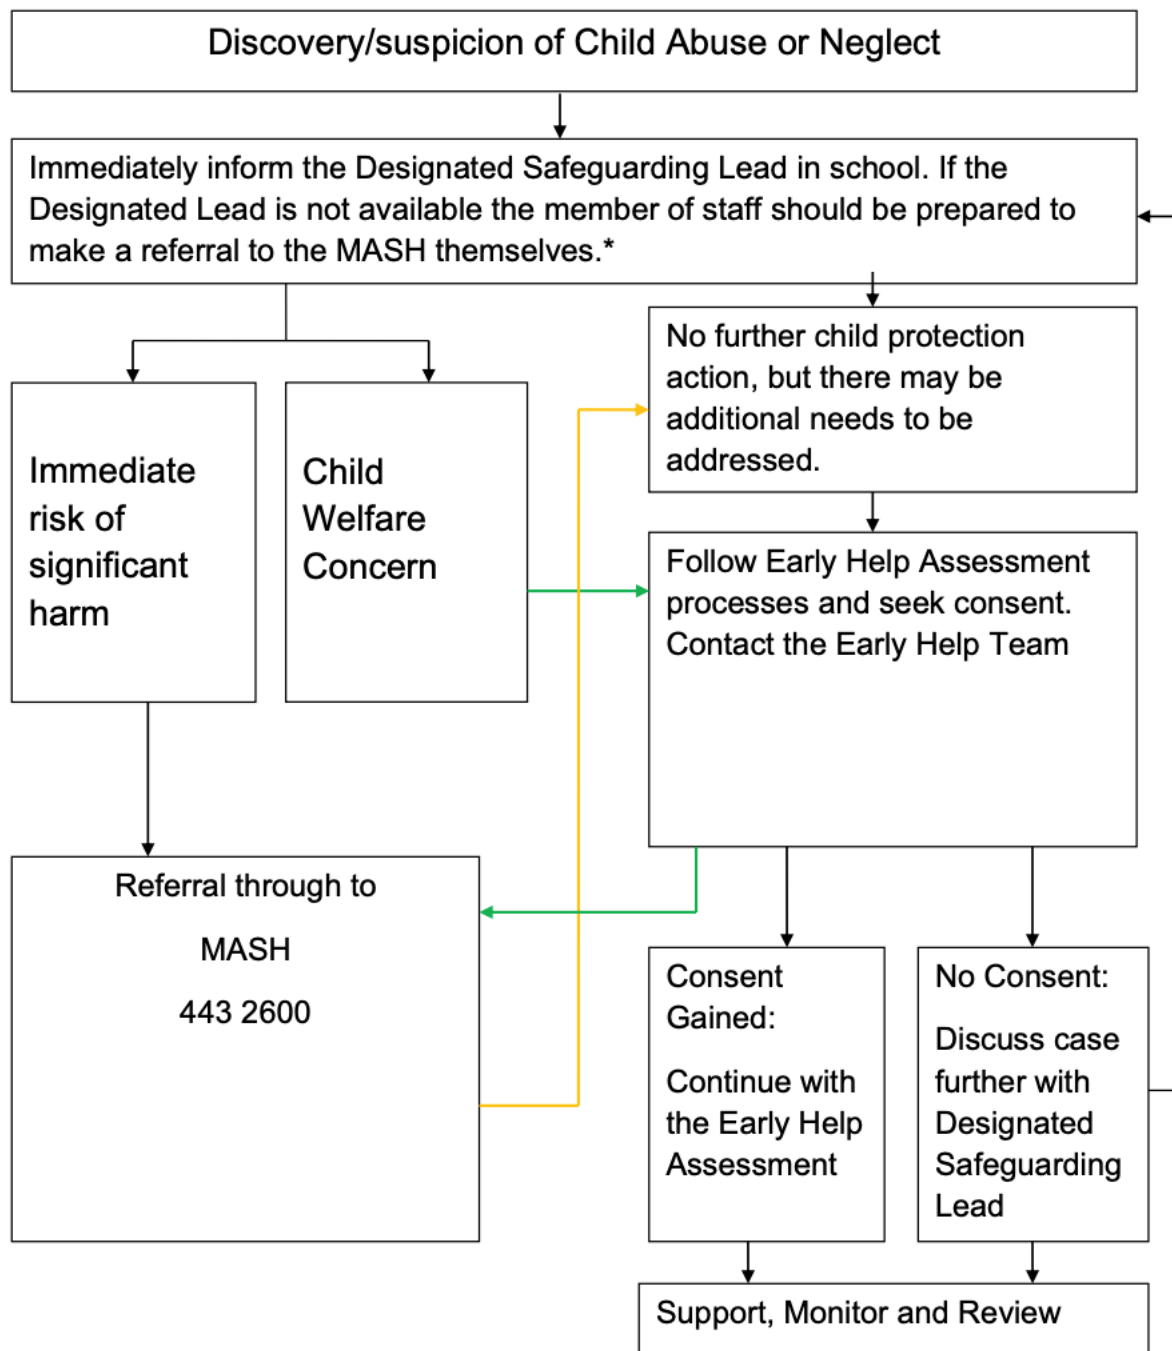 Discovery/suspicion of Child Abuse or Neglect
Immediately inform the Designated Safeguarding Lead in school. If the
Designated Lead is not available the member of staff should be prepared to
make a referral to the MASH themselves.*
Immediate
risk of
significant
harm
Child
Welfare
Concern
No further child protection
action, but there may be
additional needs to be
addressed.
Follow Early Help Assessment
processes and seek consent.
Contact the Early Help Team
Referral through to
MASH
443 2600
Consent
Gained:
Continue with
the Early Help
Assessment
No Consent:
Discuss case
further with
Designated
Safeguarding
Lead
Support, Monitor and Review